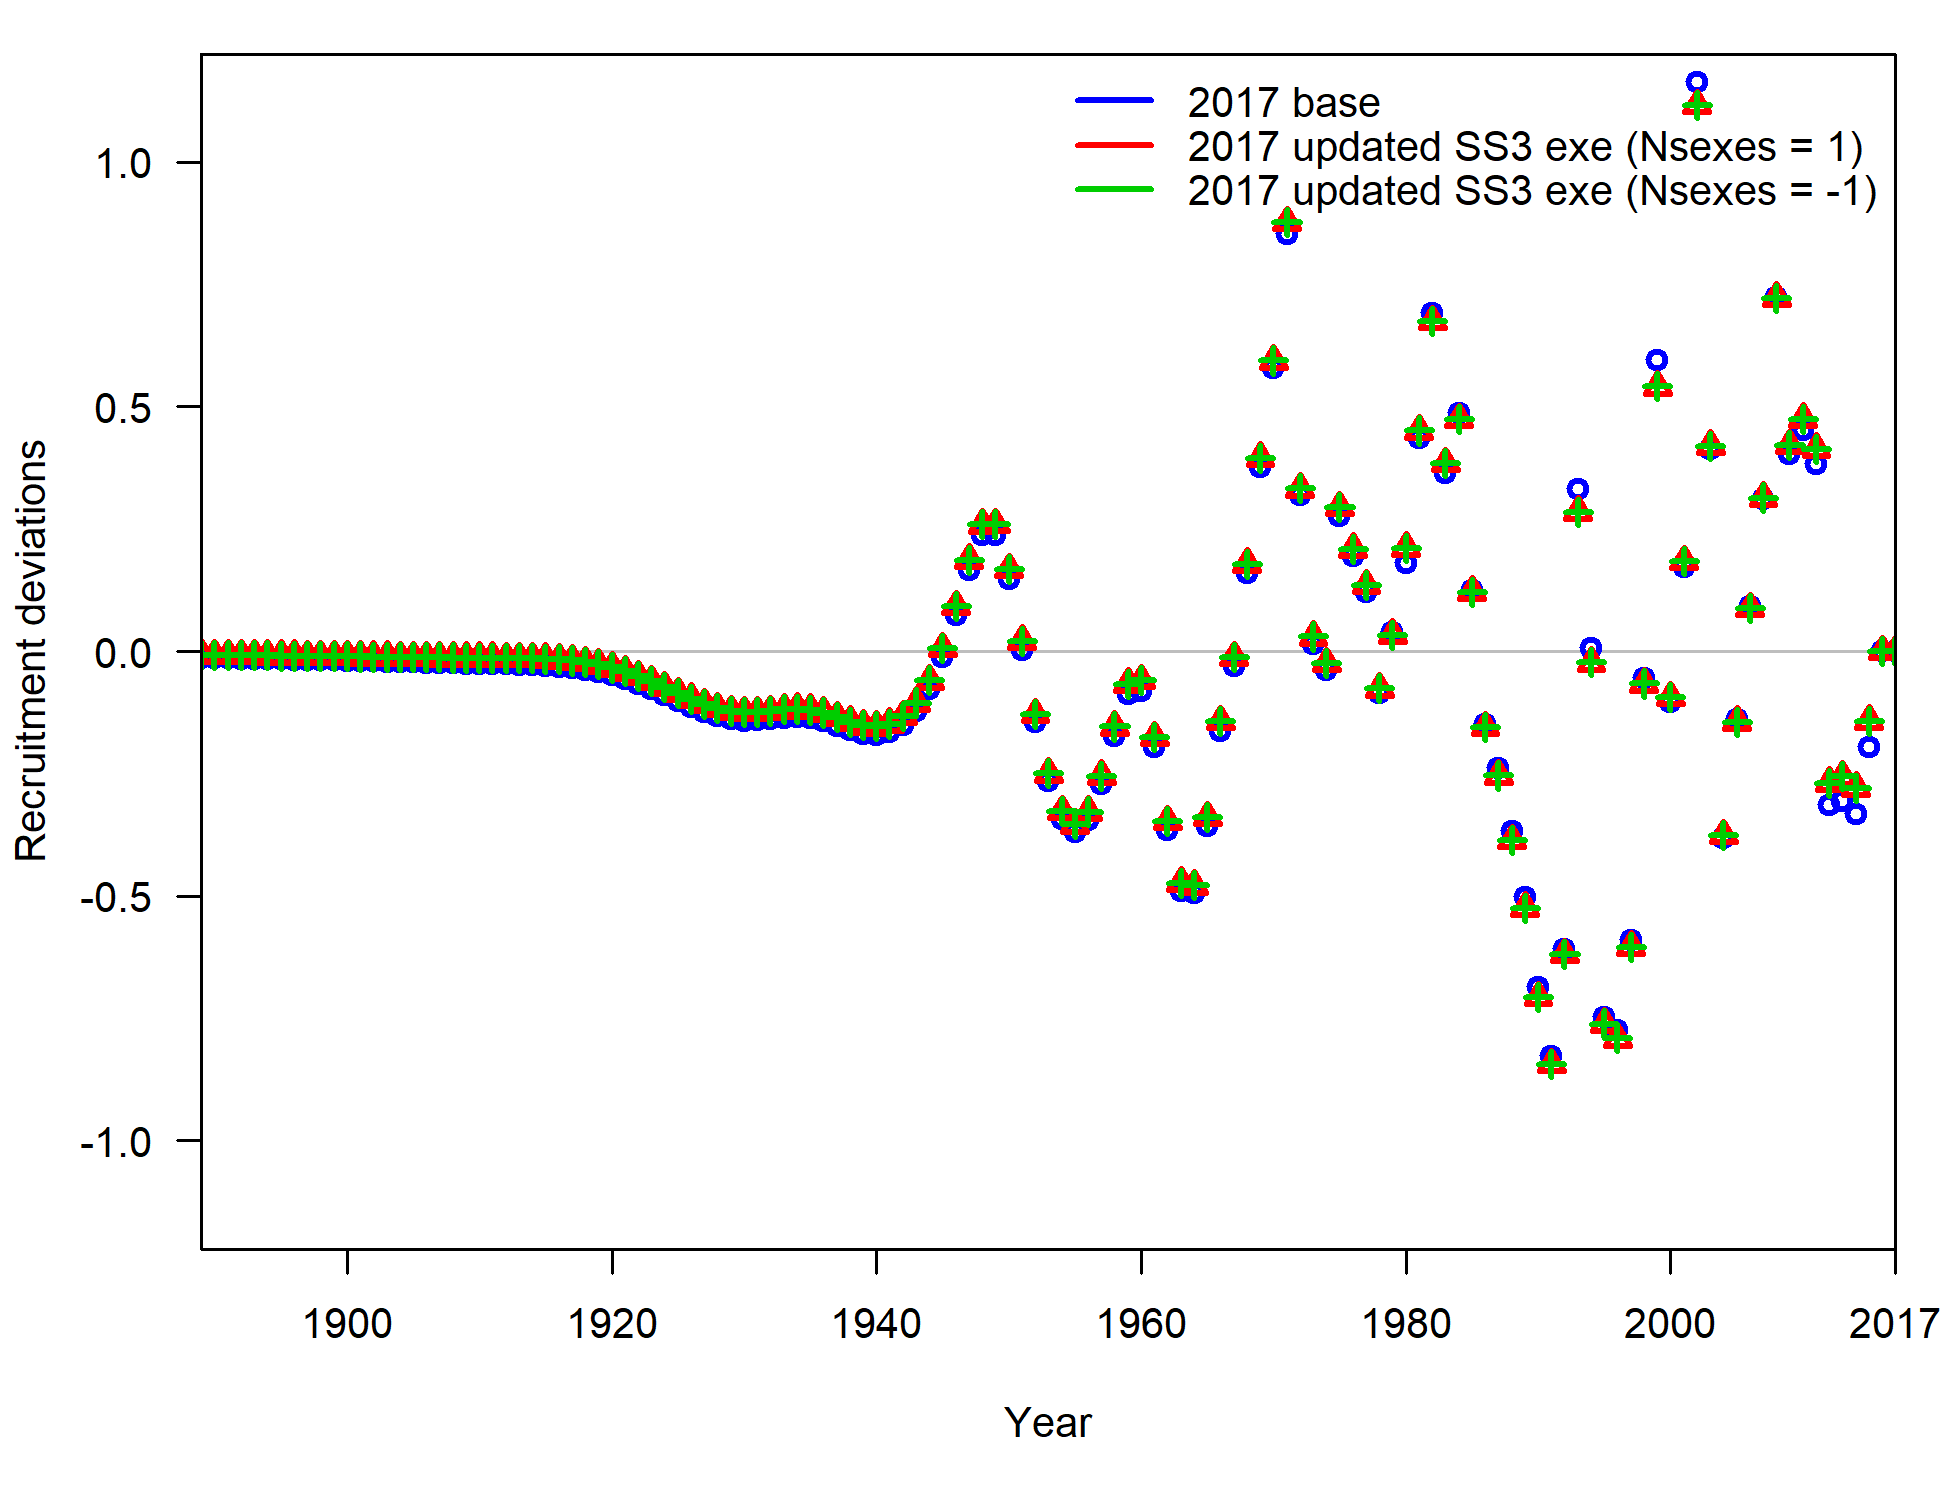 2017 base
2017 updated SS3 exe (Nsexes = 1)
2017 updated SS3 exe (Nsexes = -1)
1.0
0.5
0.0
-0.5
-1.0
Recruitment deviations
1900 1920 1940 1960 1980 2000 2017
Year